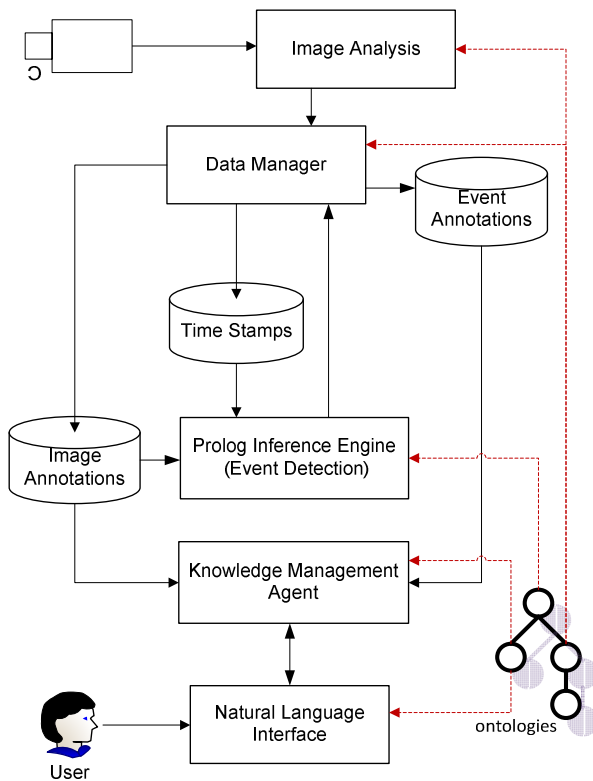 Image Analysis
Data Manager
Event
Annotations
Time Stamps
Image
Annotations
Prolog Inference Engine
(Event Detection)
Knowledge Management
Agent
Natural Language
Interface
ontologies
User